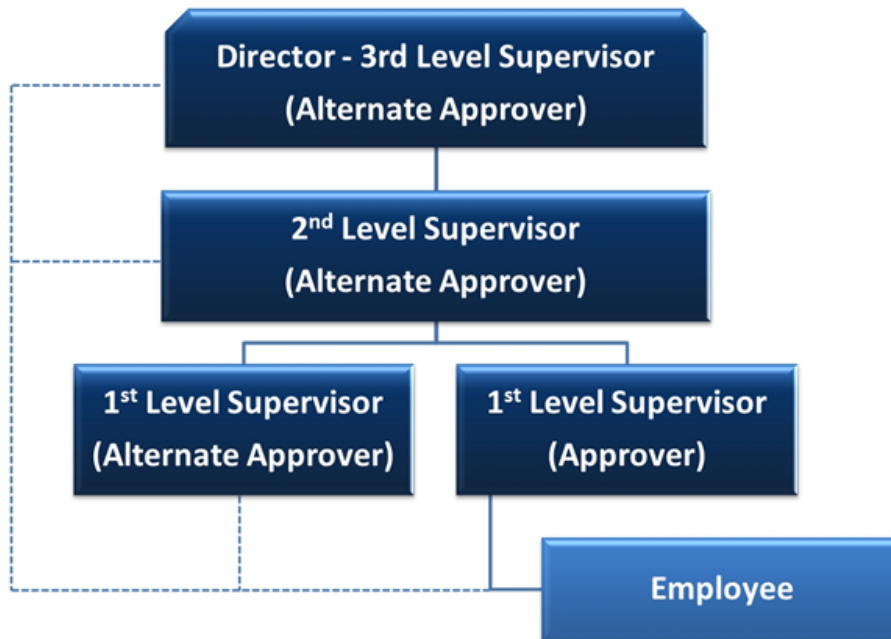 Director - 3rd Level Supervisor
(Alternate Approver)
2nd Level Supervisor
(Alternate Approver)
1st Level Supervisor
(Alternate Approver)
1st Level Supervisor
(Approver)
Employee